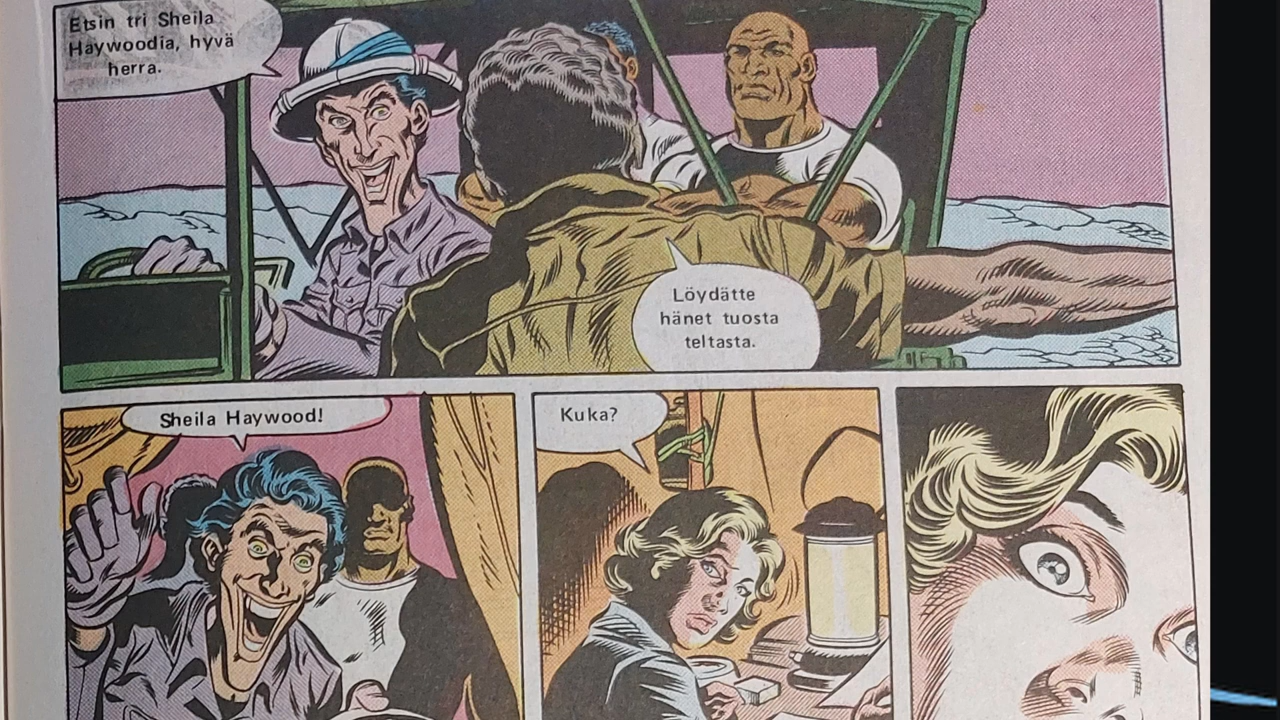 Etsin tri Sheila
Haywoodia, hyvä
herra.
Löydätte
hänet tuosta
teltasta.
Sheila Haywood!
Kuka?